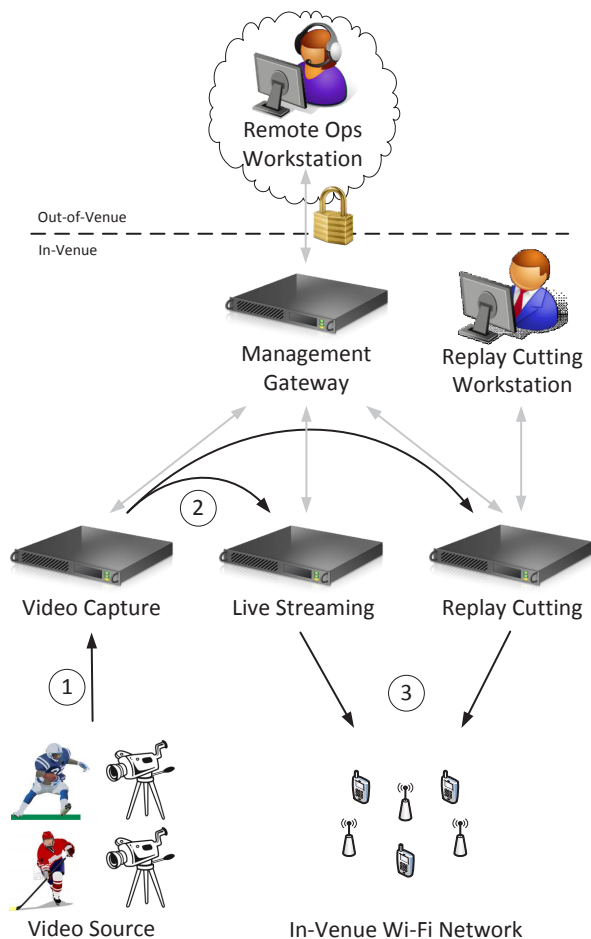 Remote Ops
Workstation
Out-of-Venue
In-Venue
Management
Gateway
Replay Cutting
Workstation
2
Video Capture
Live Streaming
Replay Cutting
1
3
Video Source
In-Venue Wi-Fi Network